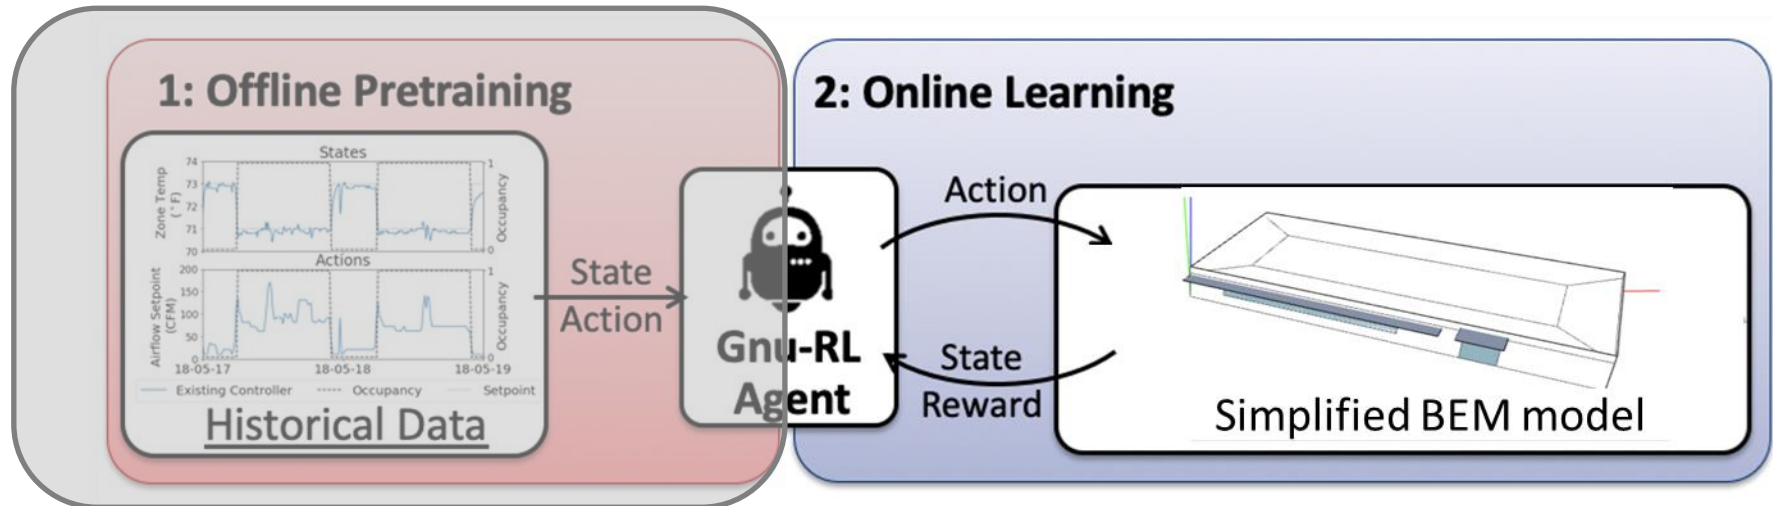 1: Offline Pretraining
States
Zone Temp
(°F)
74
73
72
71
70
1
0
Occupancy
Actions
Airflow Setpoint
(CFM)
200
150
100
50
0
1
0
Occupancy
18-05-17 18-05-18 18-05-19
Existing Controller Occupancy Setpoint
Historical Data
State
Action
Gnu-RL
Agent
2: Online Learning
Action
State
Reward
Simplified BEM model